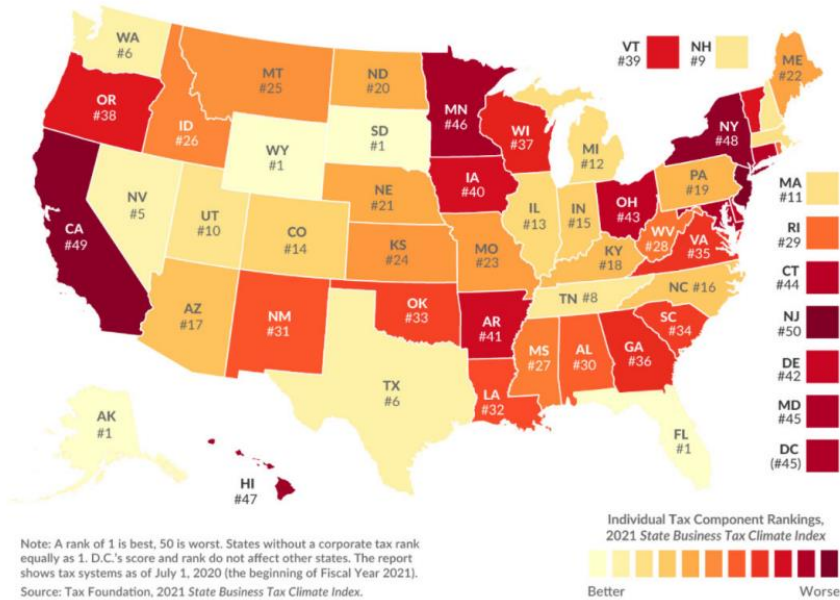 WA
#6
VT
#39
NH
#9
ME
#22
MT
#25
ND
#20
MN
#46
OR
#38
ID
#26
SD
#1
WI
#37
NY
#48
WY
#1
MI
#12
IA
#40
PA
#19
NE
#21
MA
#11
NV
#5
OH
#43
UT
#10
IL
#13
IN
#15
CA
#49
CO
#14
WV
#28
RI
#29
VA
#35
KS
#24
MO
#23
KY
#18
CT
#44
NC #16
TN #8
NJ
#50
AZ
#17
OK
#33
NM
#31
AR
#41
SC
#34
DE
#42
MS
#27
AL
#30
GA
#36
MD
#45
TX
#6
LA
#32
AK
#1
FL
#1
DC
(#45)
HI
#47
Note: A rank of 1 is best, 50 is worst. States without a corporate tax rank
equally as 1. D.C.'s score and rank do not affect other states. The report
shows tax systems as of July 1, 2020 (the beginning of Fiscal Year 2021).
Source: Tax Foundation, 2021 State Business Tax Climate Index.
Individual Tax Component Rankings,
2021 State Business Tax Climate Index
Better
Worse